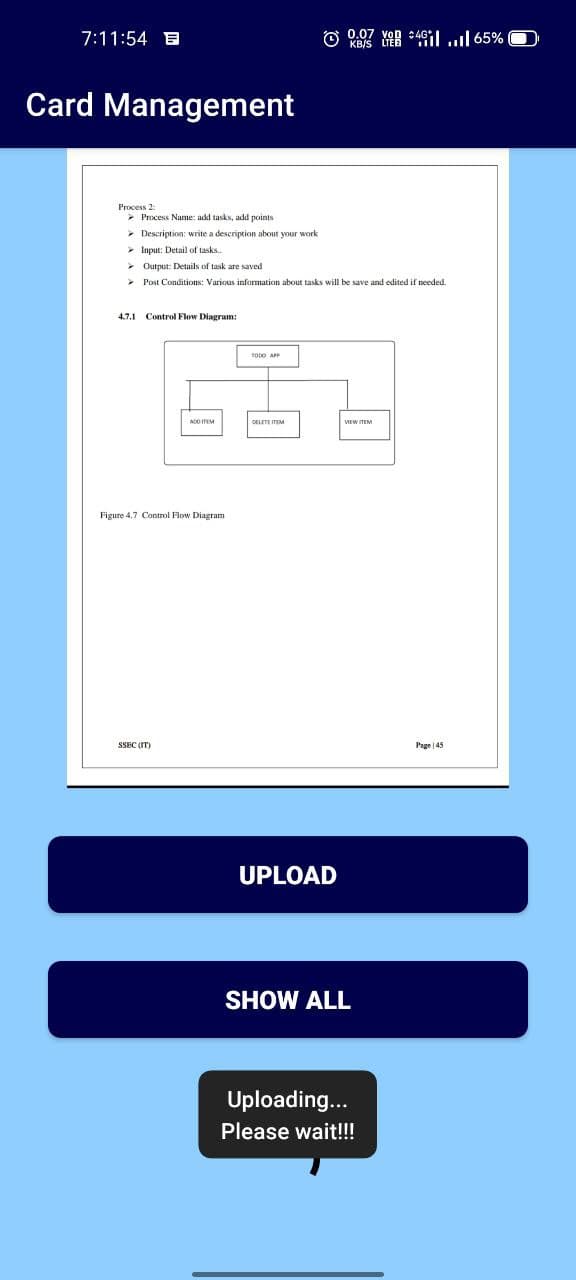 7:11:54 0.07 KB/S VoD LTE 4G 65%
Card Management
Process 2:
➢ Process Name: add tasks, add points
➢ Description: write a description about your work
➢ Input: Detail of tasks..
➢ Output: Details of task are saved
➢ Post Conditions: Various information about tasks will be save and edited if needed.
4.7.1 Control Flow Diagram:
TODO APP
ADD ITEM DELETE ITEM VIEW ITEM
Figure 4.7 Control Flow Diagram
SSEC (IT) Page | 45
UPLOAD
SHOW ALL
Uploading...
Please wait!!!